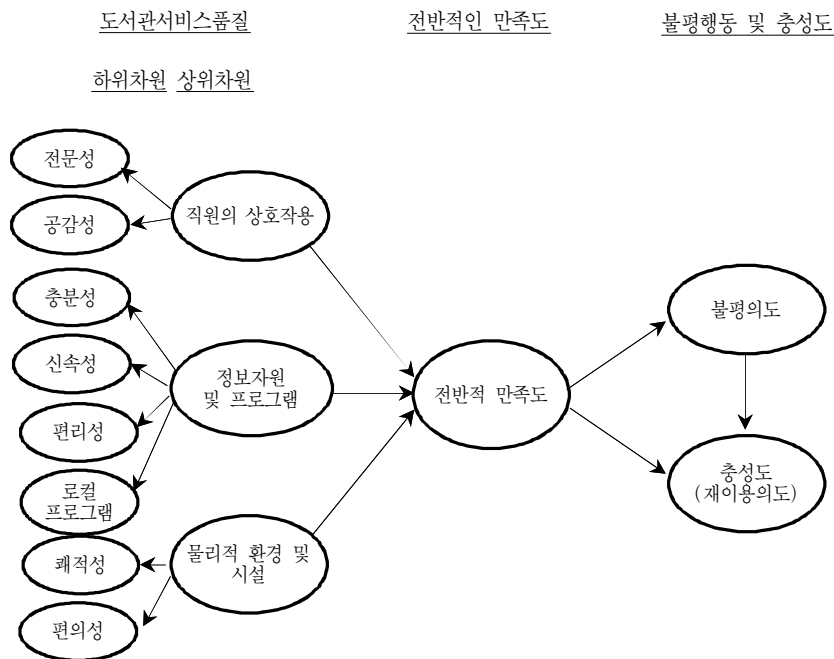 도서관서비스품질
전반적인 만족도
불평행동 및 충성도
하위차원 상위차원
전문성
공감성
직원의 상호작용
충분성
신속성
편리성
로컬
프로그램
정보자원
및 프로그램
전반적 만족도
불평의도
충성도
(재이용의도)
쾌적성
편의성
물리적 환경 및
시설